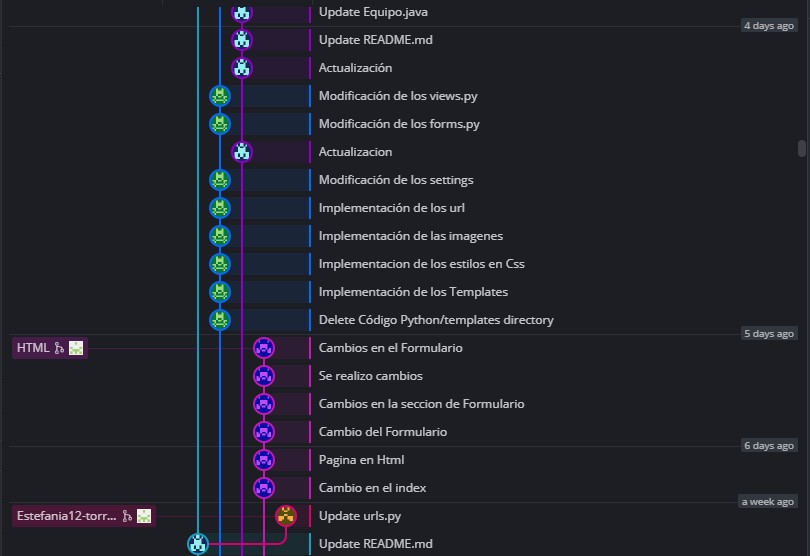 Update Equipo.java
4 days ago
Update README.md
Actualización
Modificación de los views.py
Modificación de los forms.py
Actualizacion
Modificación de los settings
Implementación de los url
Implementación de las imagenes
Implementacion de los estilos en Css
Implementación de los Templates
Delete Código Python/templates directory
5 days ago
HTML Cambios en el Formulario
Se realizo cambios
Cambios en la seccion de Formulario
Cambio del Formulario
6 days ago
Pagina en Html
Cambio en el index
a week ago
Estefania12-torr... Update urls.py
Update README.md